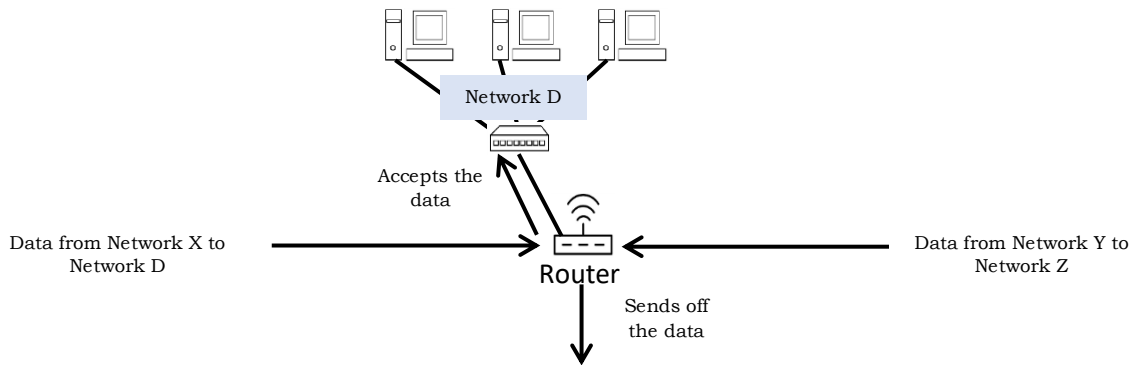 Network D
Accepts the
data
Data from Network X to
Network D
Data from Network Y to
Network Z
Router
Sends off
the data